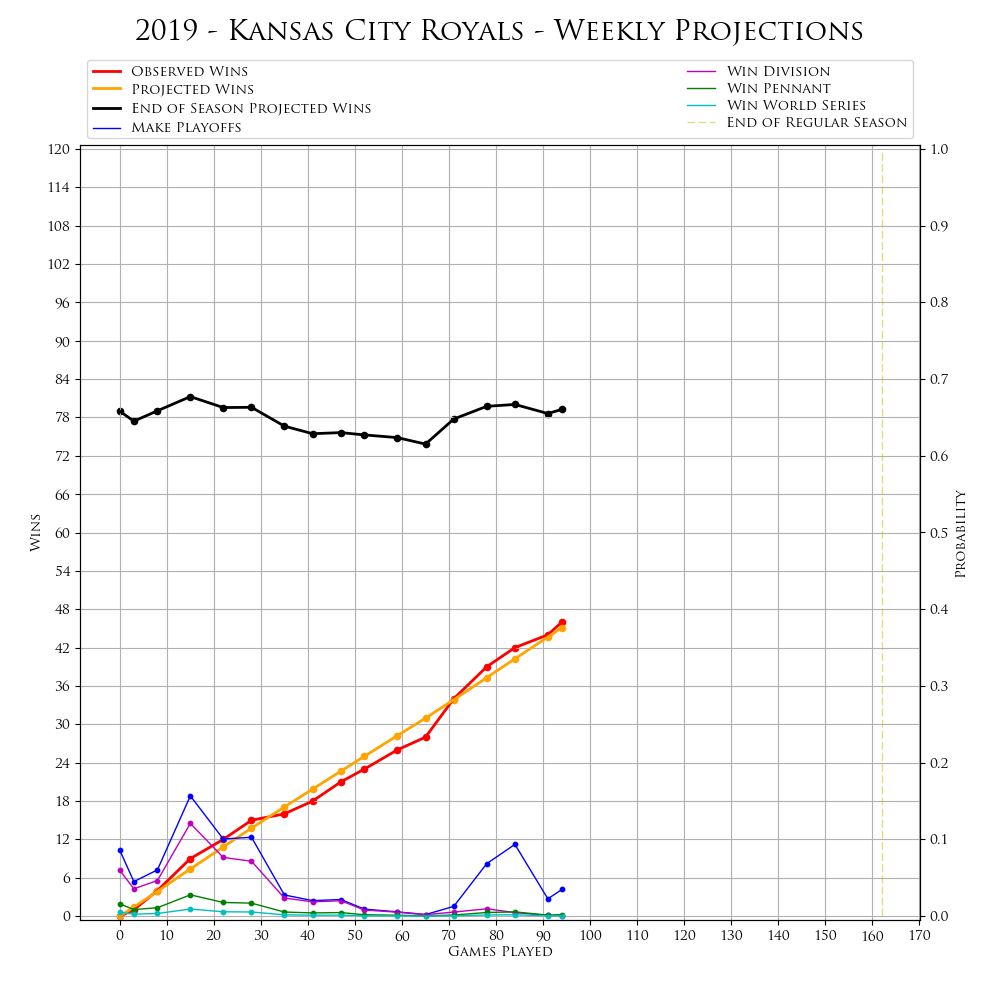 2019 - Kansas City Royals - Weekly Projections
Observed Wins
Projected Wins
End of Season Projected Wins
Make Playoffs
Win Division
Win Pennant
Win World Series
End of Regular Season
120
114
108
102
96
90
84
78
72
66
60
54
48
42
36
30
24
18
12
6
0
Wins
1.0
0.9
0.8
0.7
0.6
0.5
0.4
0.3
0.2
0.1
0.0
Probability
0 10 20 30 40 50 60 70 80 90 100 110 120 130 140 150 160 170
Games Played